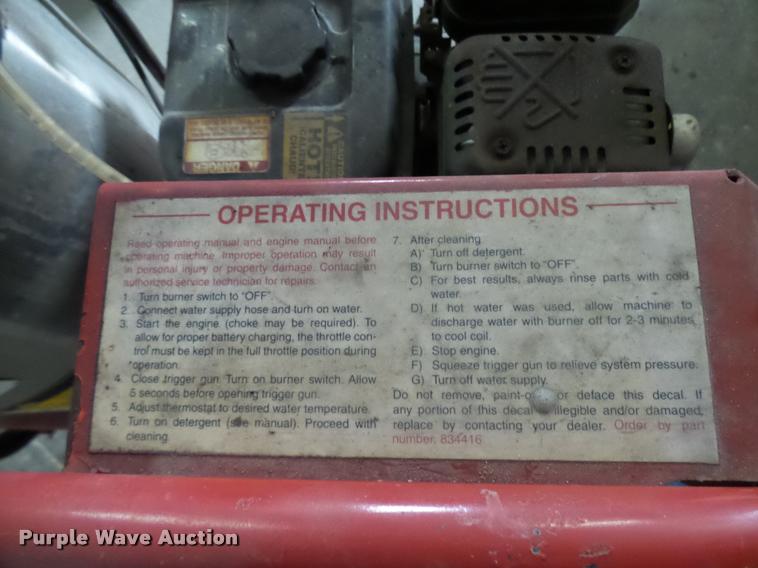 DANGER
CAUTION
HOT
CALIENTE
CHAUD
OPERATING INSTRUCTIONS
Read operating manual and engine manual before
operating machine. Improper operation may result
in personal injury or property damage. Contact an
authorized service technician for repairs.
1. Turn burner switch to "OFF".
2. Connect water supply hose and turn on water.
3. Start the engine (choke may be required). To
allow for proper battery charging, the throttle con-
trol must be kept in the full throttle position during
operation.
4. Close trigger gun. Turn on burner switch. Allow
5 seconds before opening trigger gun.
5. Adjust thermostat to desired water temperature.
6. Turn on detergent (see manual). Proceed with
cleaning.
7. After cleaning
A) Turn off detergent.
B) Turn burner switch to "OFF".
C) For best results, always rinse parts with cold
water.
D) If hot water was used, allow machine to
discharge water with burner off for 2-3 minutes
to cool coil.
E) Stop engine.
F) Squeeze trigger gun to relieve system pressure.
G) Turn off water supply.
Do not remove, paint-over or deface this decal. If
any portion of this decal is illegible and/or damaged,
replace by contacting your dealer. Order by part
number, 834416
Purple Wave Auction